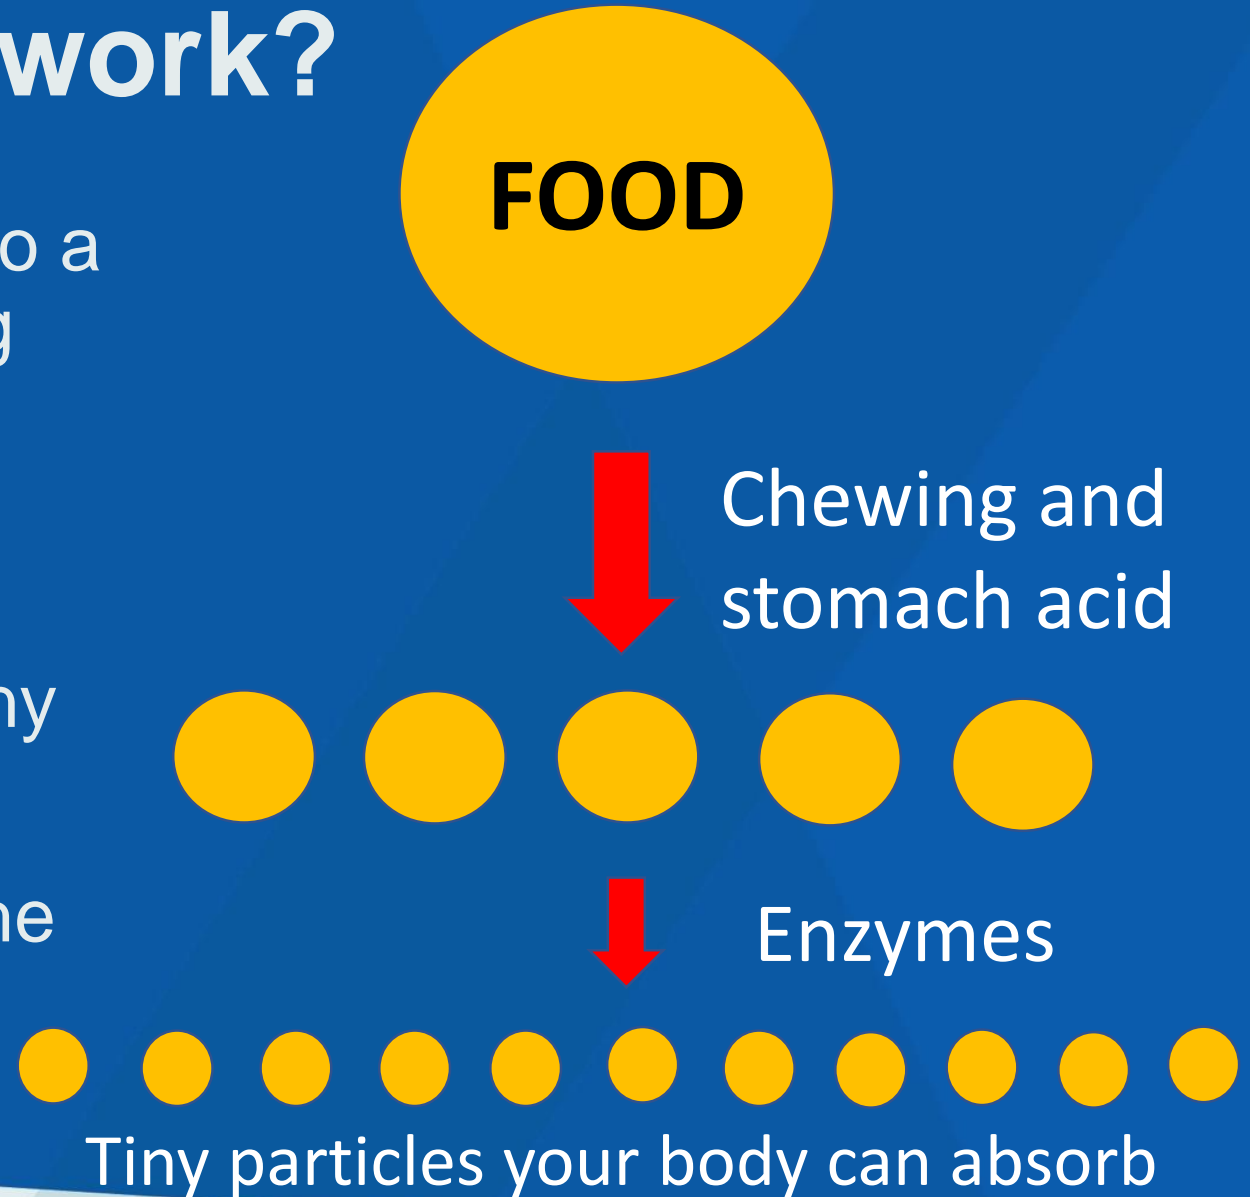 work?
FOOD
o a
g
Chewing and
stomach acid
ny
ne
Enzymes
Tiny particles your body can absorb